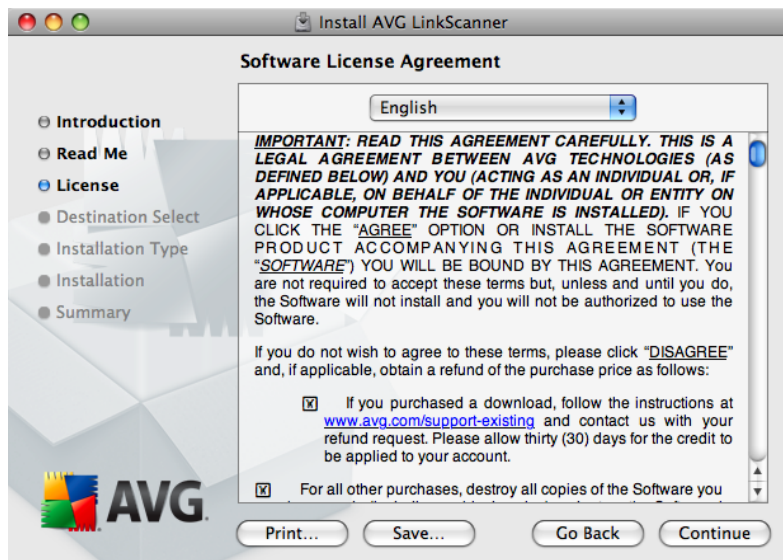 Install AVG LinkScanner
Software License Agreement
Introduction
Read Me
License
Destination Select
Installation Type
Installation
Summary
English
IMPORTANT: READ THIS AGREEMENT CAREFULLY. THIS IS A
LEGAL AGREEMENT BETWEEN AVG TECHNOLOGIES (AS
DEFINED BELOW) AND YOU (ACTING AS AN INDIVIDUAL OR, IF
APPLICABLE, ON BEHALF OF THE INDIVIDUAL OR ENTITY ON
WHOSE COMPUTER THE SOFTWARE IS INSTALLED). IF YOU
CLICK THE “AGREE” OPTION OR INSTALL THE SOFTWARE
PRODUCT ACCOMPANYING THIS AGREEMENT (THE
“SOFTWARE”) YOU WILL BE BOUND BY THIS AGREEMENT. You
are not required to accept these terms but, unless and until you do,
the Software will not install and you will not be authorized to use the
Software.
If you do not wish to agree to these terms, please click “DISAGREE”
and, if applicable, obtain a refund of the purchase price as follows:
If you purchased a download, follow the instructions at
www.avg.com/support-existing and contact us with your
refund request. Please allow thirty (30) days for the credit to
be applied to your account.
For all other purchases, destroy all copies of the Software you
AVG
Print...
Save...
Go Back
Continue